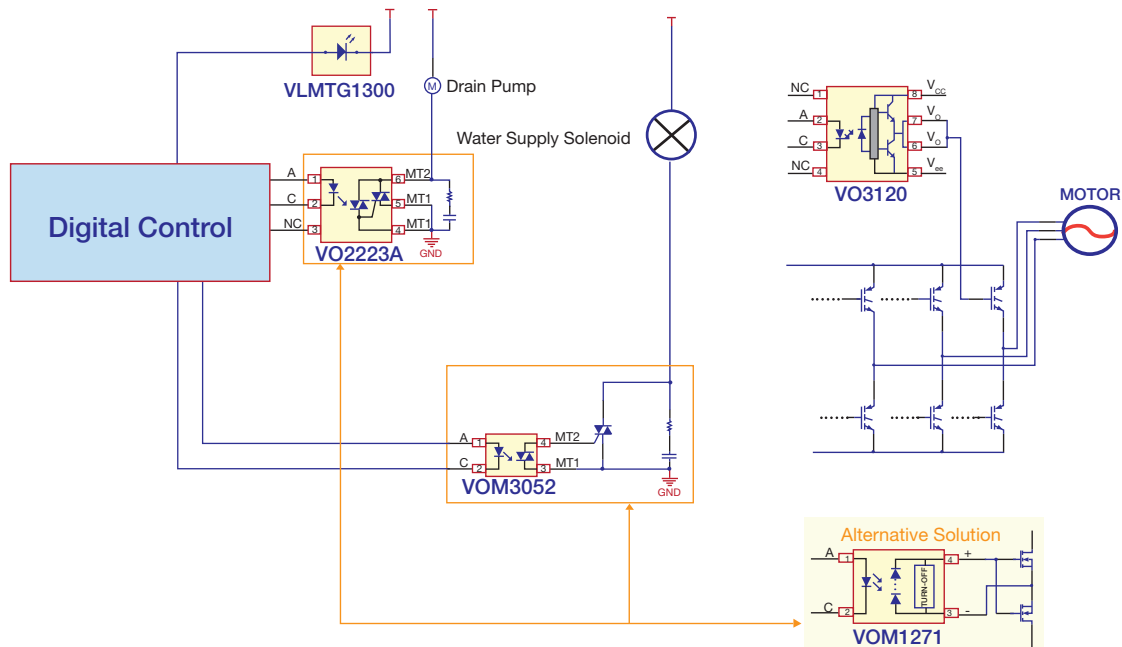 VLMTG1300
M
Drain Pump
Water Supply Solenoid
Digital Control
A
C
NC
1
2
3
6
5
4
MT2
MT1
MT1
GND
VO2223A
NC
A
C
NC
1
2
3
4
8
7
6
5
Vcc
Vo
Vo
Vee
VO3120
MOTOR
A
C
1
2
4
3
MT2
MT1
GND
VOM3052
Alternative Solution
A
C
1
2
TURN-OFF
4
3
+
-
VOM1271